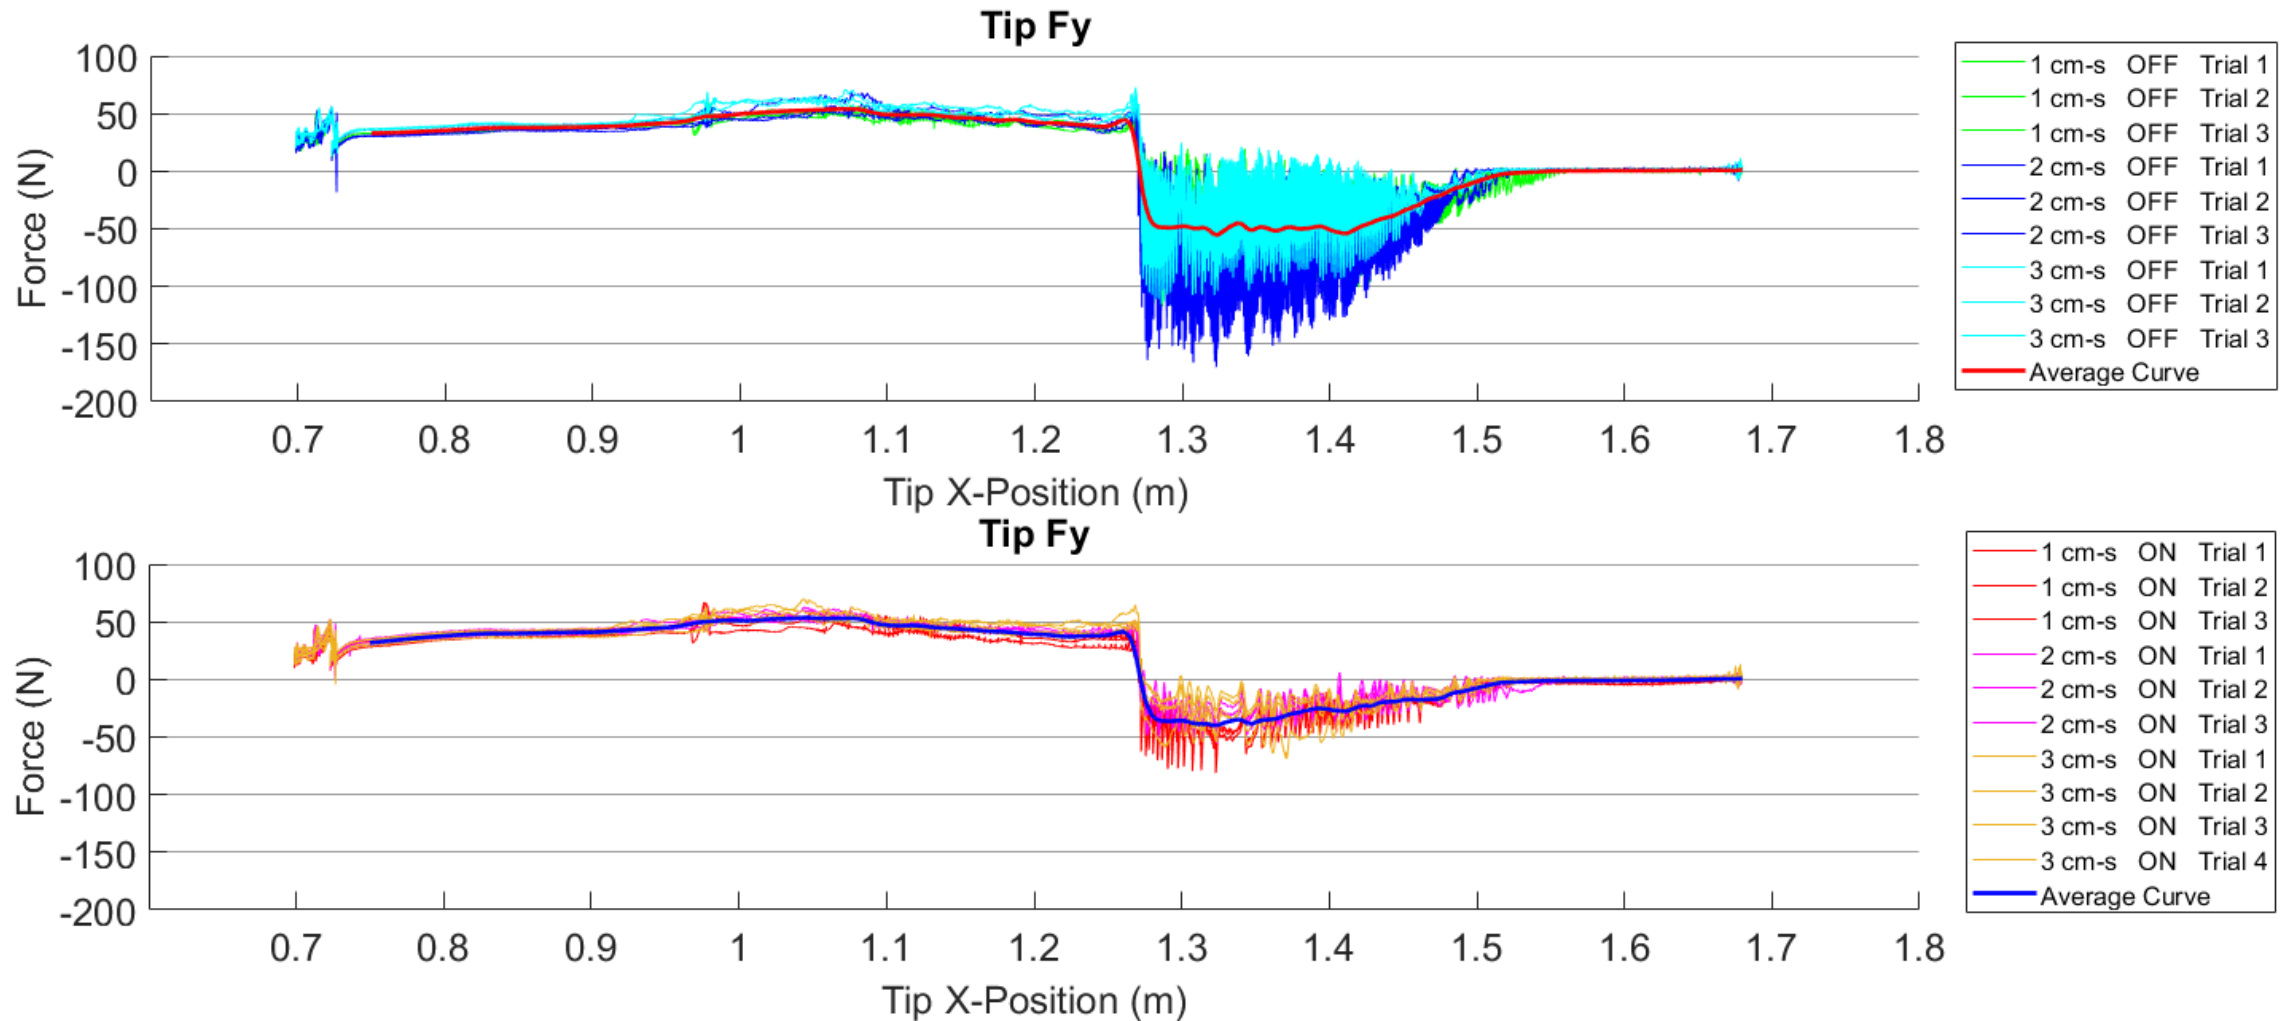 Tip Fy
100
50
0
-50
-100
-150
-200
Force (N)
0.7 0.8 0.9 1 1.1 1.2 1.3 1.4 1.5 1.6 1.7 1.8
Tip X-Position (m)
1 cm-s OFF Trial 1
1 cm-s OFF Trial 2
1 cm-s OFF Trial 3
2 cm-s OFF Trial 1
2 cm-s OFF Trial 2
2 cm-s OFF Trial 3
3 cm-s OFF Trial 1
3 cm-s OFF Trial 2
3 cm-s OFF Trial 3
Average Curve
Tip Fy
100
50
0
-50
-100
-150
-200
Force (N)
0.7 0.8 0.9 1 1.1 1.2 1.3 1.4 1.5 1.6 1.7 1.8
Tip X-Position (m)
1 cm-s ON Trial 1
1 cm-s ON Trial 2
1 cm-s ON Trial 3
2 cm-s ON Trial 1
2 cm-s ON Trial 2
2 cm-s ON Trial 3
3 cm-s ON Trial 1
3 cm-s ON Trial 2
3 cm-s ON Trial 3
3 cm-s ON Trial 4
Average Curve